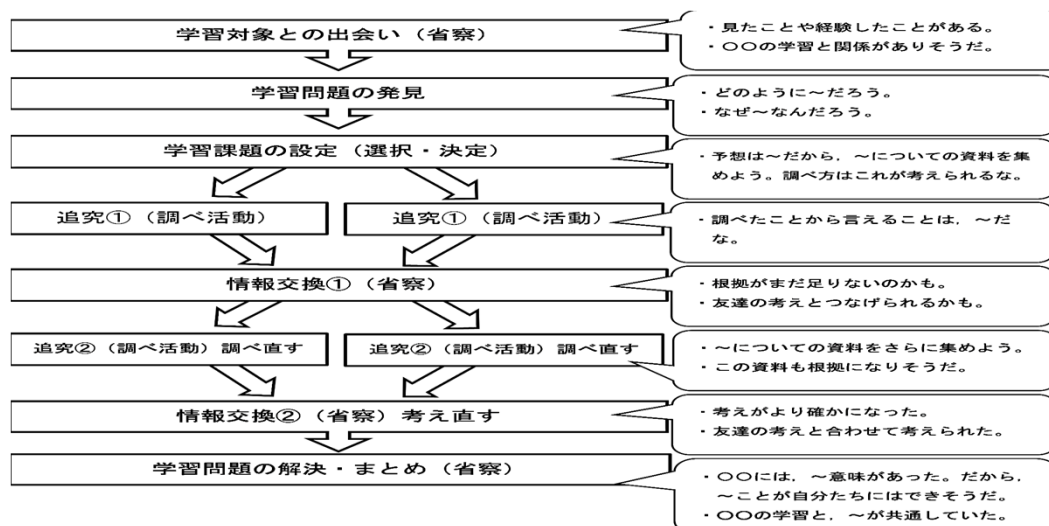 学習対象との出会い（省察）
・見たことや経験したことがある。
・〇〇の学習と関係がありそうだ。
学習問題の発見
・どのように～だろう。
・なぜ～なんだろう。
学習課題の設定（選択・決定）
・予想は～だから，～についての資料を集
めよう。調べ方はこれが考えられるな。
追究①（調べ活動）
追究①（調べ活動）
・調べたことから言えることは，～だ
な。
情報交換①（省察）
・根拠がまだ足りないのかも。
・友達の考えとつなげられるかも。
追究②（調べ活動）調べ直す
追究②（調べ活動）調べ直す
・～についての資料をさらに集めよう。
・この資料も根拠になりそうだ。
情報交換②（省察）考え直す
・考えがより確かになった。
・友達の考えと合わせて考えられた。
学習問題の解決・まとめ（省察）
・〇〇には，～意味があった。だから，
～ことが自分たちにはできそうだ。
・〇〇の学習と，～が共通していた。